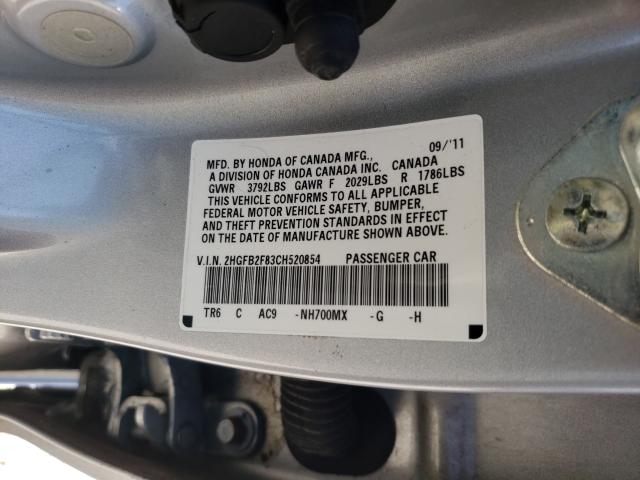 09/'11
MFD. BY HONDA OF CANADA MFG.,
A DIVISION OF HONDA CANADA INC. CANADA
GVWR 3792LBS GAWR F 2029LBS R 1786LBS
THIS VEHICLE CONFORMS TO ALL APPLICABLE
FEDERAL MOTOR VEHICLE SAFETY, BUMPER,
AND THEFT PREVENTION STANDARDS IN EFFECT
ON THE DATE OF MANUFACTURE SHOWN ABOVE.
V.I.N. 2HGFB2F83CH520854 PASSENGER CAR
TR6 C AC9 -NH700MX -G -H